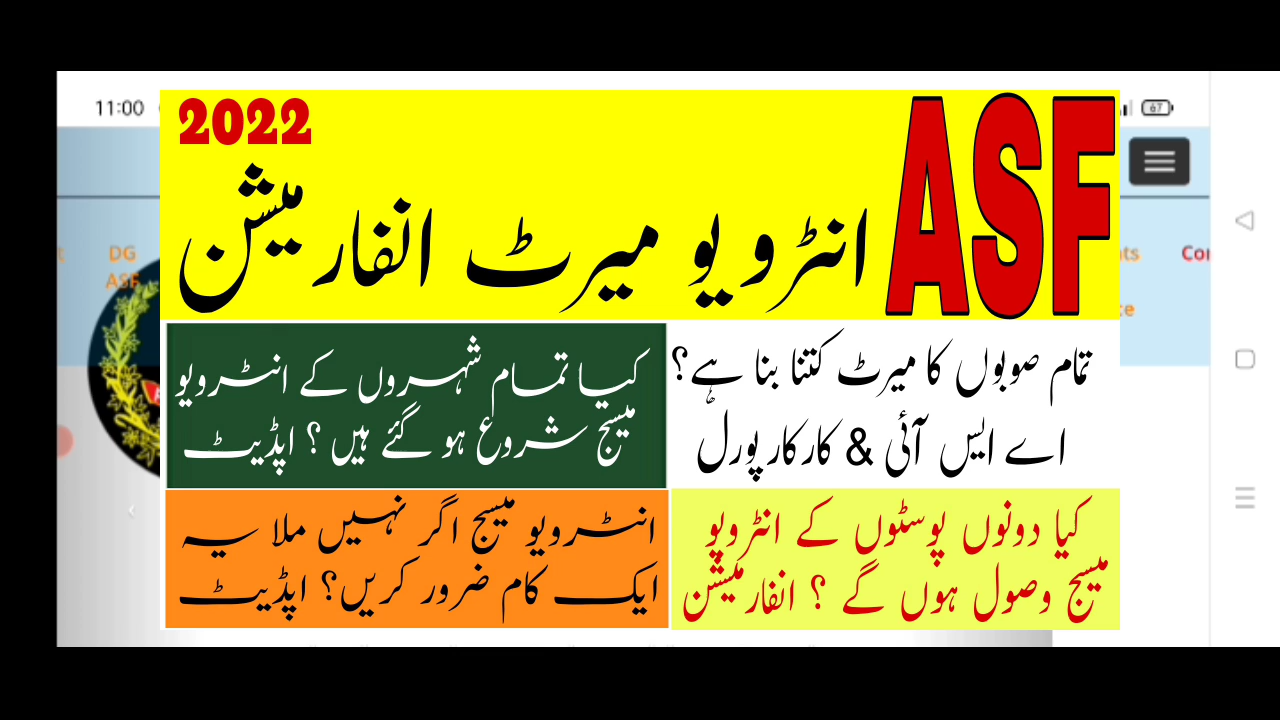 11:00
67
2022
ASF
انٹرویو میرٹ انفارمیشن
DG
ASF
تمام صوبوں کا میرٹ کتنا بنا ہے؟
اے ایس آئی & کارکارپورل
کیا تمام شہروں کے انٹرویو
میسج شروع ہو گئے ہیں ؟ اپڈیٹ
کیا دونوں پوسٹوں کے انٹرویو
میسج وصول ہوں گے ؟ انفارمیشن
انٹرویو میسج اگر نہیں ملا یہ
ایک کام ضرور کریں؟ اپڈیٹ